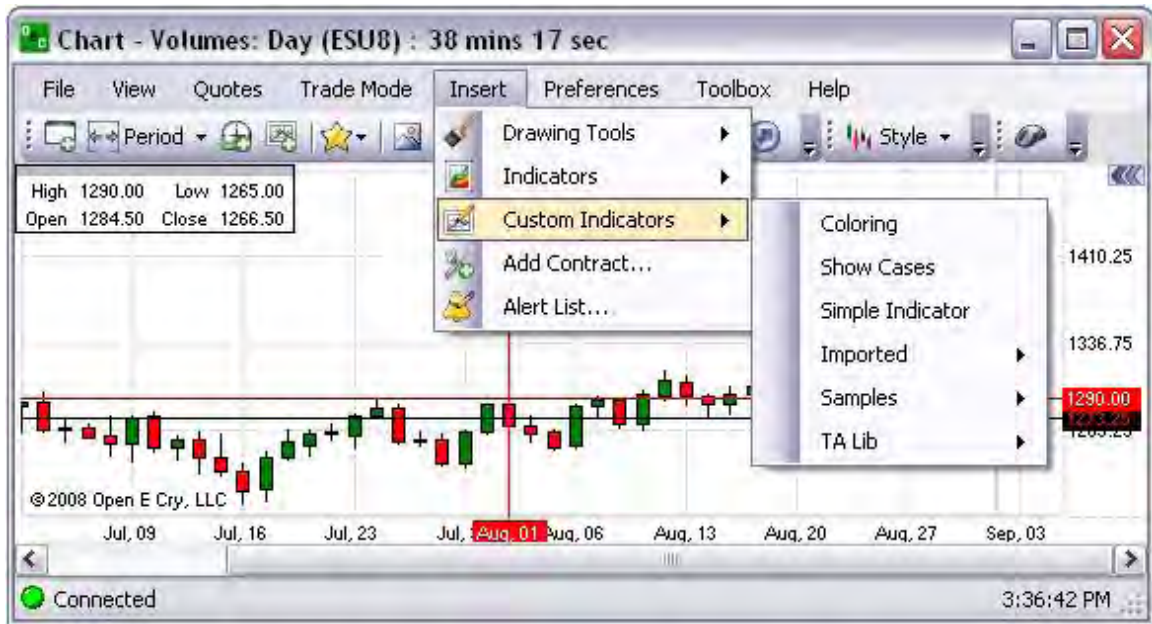 Chart - Volumes: Day (ESU8) : 38 mins 17 sec
File View Quotes Trade Mode Insert Preferences Toolbox Help
Period Style
Drawing Tools
Indicators
Custom Indicators
Add Contract...
Alert List...
Coloring
Show Cases
Simple Indicator
Imported
Samples
TA Lib
High 1290.00 Low 1265.00
Open 1284.50 Close 1266.50
1410.25
1336.75
1290.00
©2008 Open E Cry, LLC
Jul, 09 Jul, 16 Jul, 23 Jul, Aug, 01 Aug, 06 Aug, 13 Aug, 20 Aug, 27 Sep, 03
Connected 3:36:42 PM